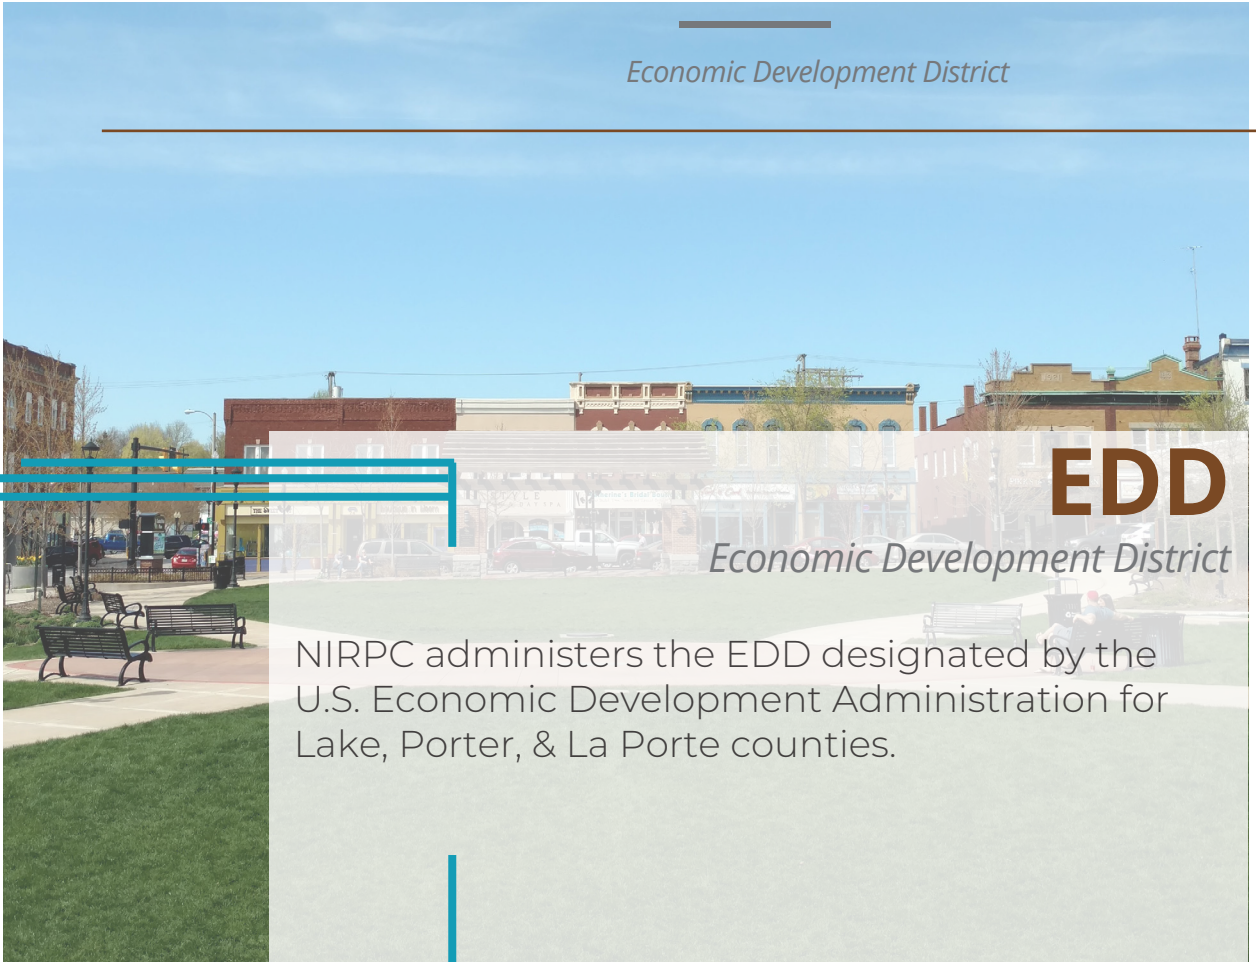 Economic Development District
EDD
Economic Development District
NIRPC administers the EDD designated by the
U.S. Economic Development Administration for
Lake, Porter, & La Porte counties.